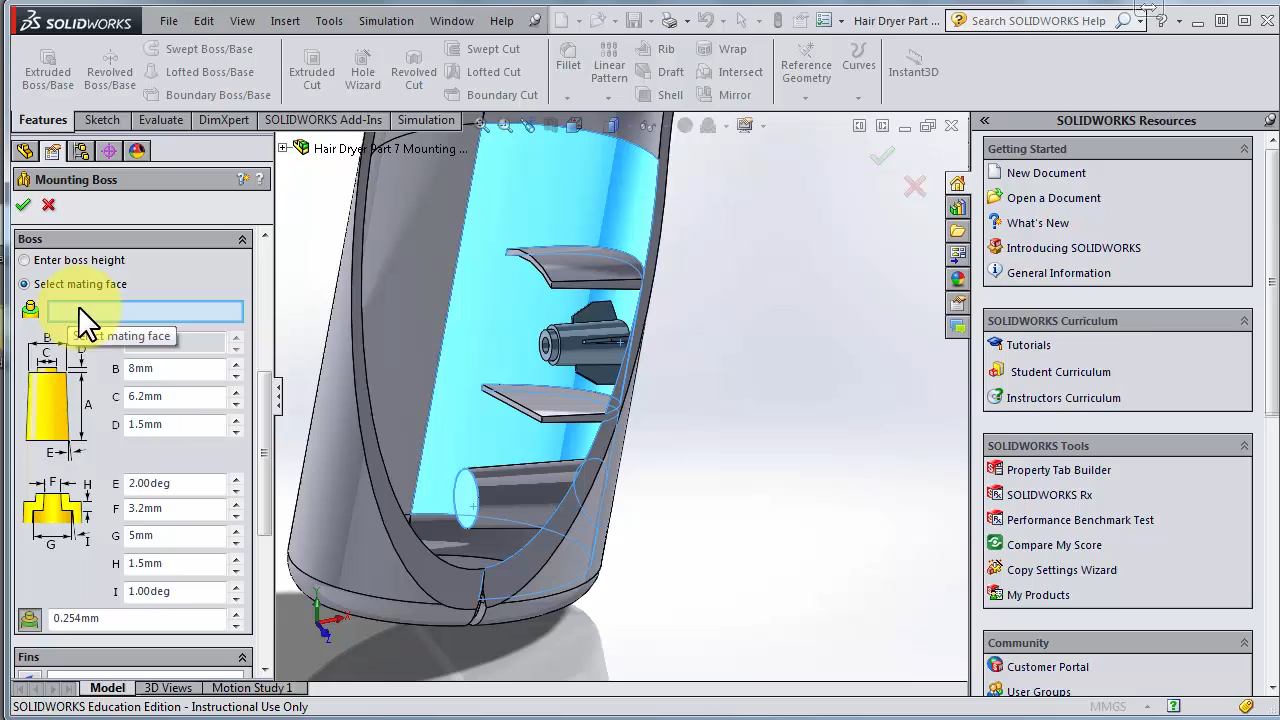 SOLIDWORKS
File Edit View Insert Tools Simulation Window Help
Hair Dryer Part ...
Search SOLIDWORKS Help
Extruded Boss/Base
Revolved Boss/Base
Swept Boss/Base
Lofted Boss/Base
Boundary Boss/Base
Extruded Cut
Hole Wizard
Revolved Cut
Swept Cut
Lofted Cut
Boundary Cut
Fillet
Linear Pattern
Rib
Draft
Shell
Wrap
Intersect
Mirror
Reference Geometry
Curves
Instant3D
Features Sketch Evaluate DimXpert SOLIDWORKS Add-Ins Simulation
Hair Dryer Part 7 Mounting ...
Mounting Boss
Boss
Enter boss height
Select mating face
Select mating face
B
C
D
A
E
B 8mm
C 6.2mm
D 1.5mm
F
H
G
I
E 2.00deg
F 3.2mm
G 5mm
H 1.5mm
I 1.00deg
0.254mm
Fins
Y
X
Z
Model 3D Views Motion Study 1
SOLIDWORKS Education Edition - Instructional Use Only
MMGS
SOLIDWORKS Resources
Getting Started
New Document
Open a Document
What's New
Introducing SOLIDWORKS
General Information
SOLIDWORKS Curriculum
Tutorials
Student Curriculum
Instructors Curriculum
SOLIDWORKS Tools
Property Tab Builder
SOLIDWORKS Rx
Performance Benchmark Test
Compare My Score
Copy Settings Wizard
My Products
Community
Customer Portal
User Groups